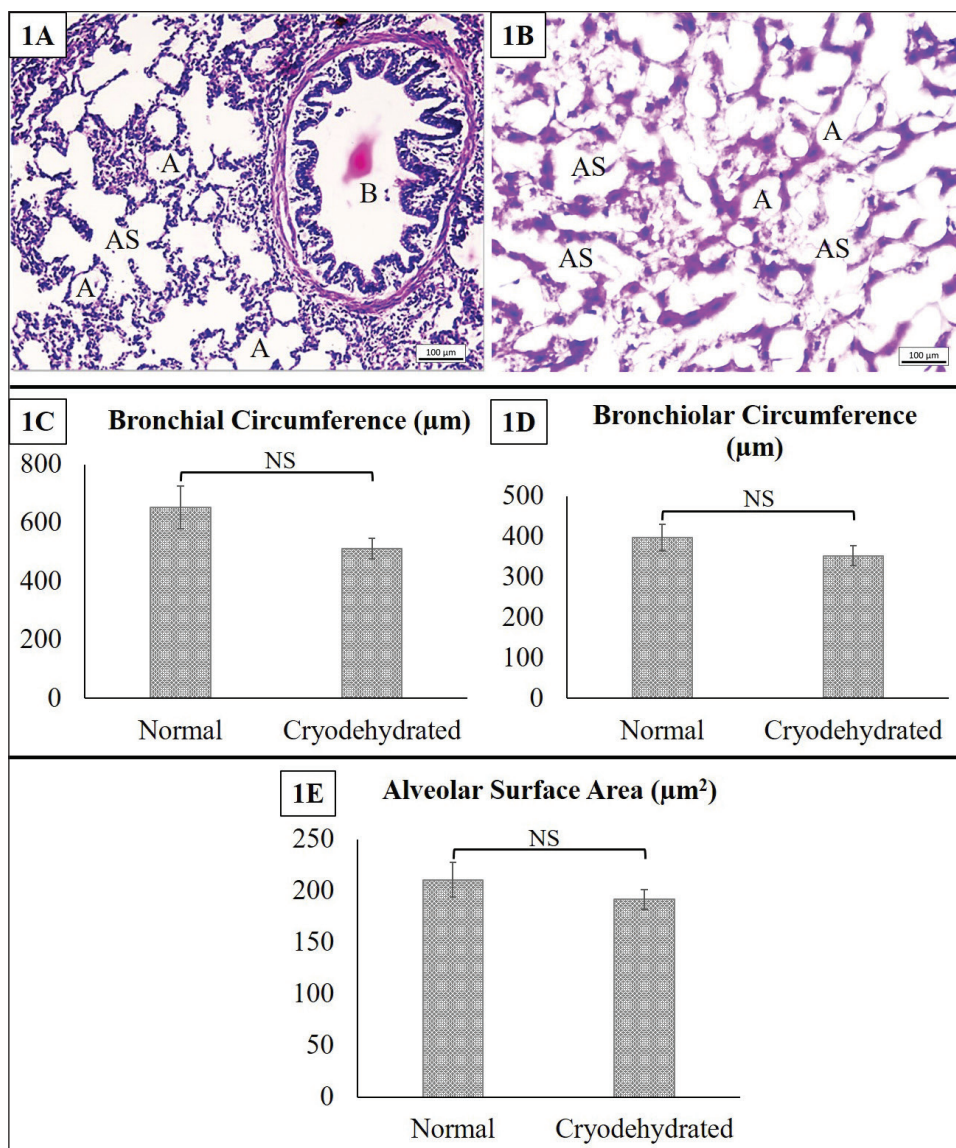 1A
A
B
AS
A
A
100 µm
1B
A
AS
A
AS
AS
100 µm
1C
Bronchial Circumference (µm)
800
600
400
200
0
NS
Normal
Cryodehydrated
1D
Bronchiolar Circumference
(µm)
500
400
300
200
100
0
NS
Normal
Cryodehydrated
1E
Alveolar Surface Area (µm²)
250
200
150
100
50
0
NS
Normal
Cryodehydrated